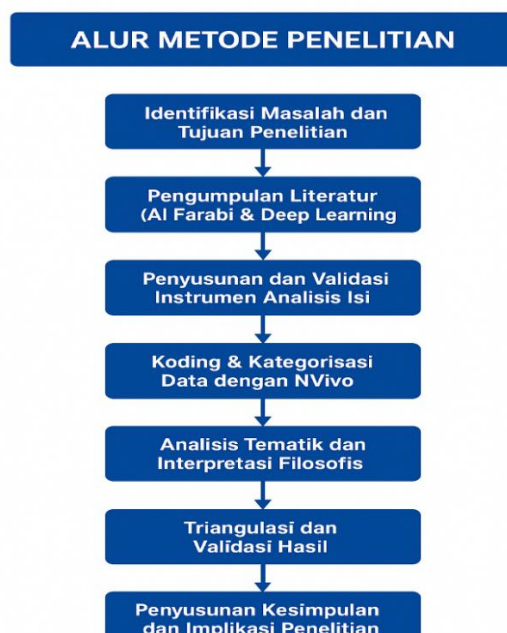 ALUR METODE PENELITIAN
Identifikasi Masalah dan
Tujuan Penelitian
Pengumpulan Literatur
(Al Farabi & Deep Learning
Penyusunan dan Validasi
Instrumen Analisis Isi
Koding & Kategorisasi
Data dengan NVivo
Analisis Tematik dan
Interpretasi Filosofis
Triangulasi dan
Validasi Hasil
Penyusunan Kesimpulan
dan Implikasi Penelitian